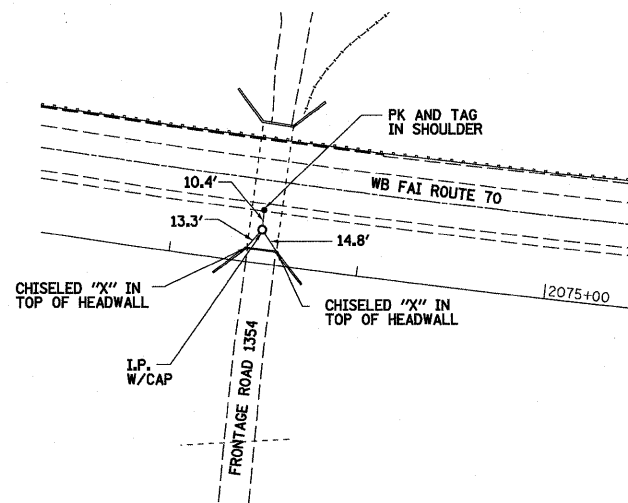 PK AND TAG
IN SHOULDER
WB FAI ROUTE 70
10.4'
13.3'
14.8'
CHISELED "X" IN
TOP OF HEADWALL
CHISELED "X" IN
TOP OF HEADWALL
2075+00
I.P.
W/CAP
FRONTAGE ROAD 1354